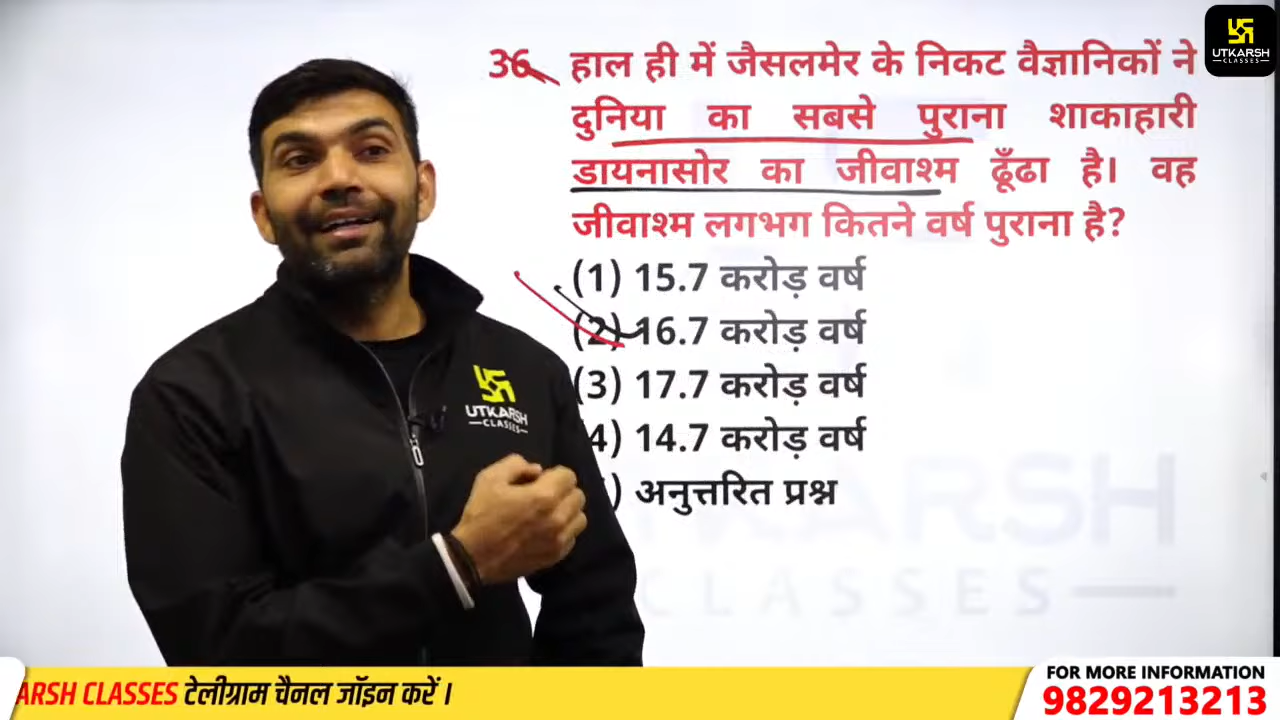 UTKARSH
CLASSES
36. हाल ही में जैसलमेर के निकट वैज्ञानिकों ने
दुनिया का सबसे पुराना शाकाहारी
डायनासोर का जीवाश्म ढूँढा है। वह
जीवाश्म लगभग कितने वर्ष पुराना है?
(1) 15.7 करोड़ वर्ष
(2) 16.7 करोड़ वर्ष
(3) 17.7 करोड़ वर्ष
4) 14.7 करोड़ वर्ष
) अनुत्तरित प्रश्न
UTKARSH
CLASSES
UTKARSH
CLASSES
ARSH CLASSES टेलीग्राम चैनल जॉइन करें ।
FOR MORE INFORMATION
9829213213